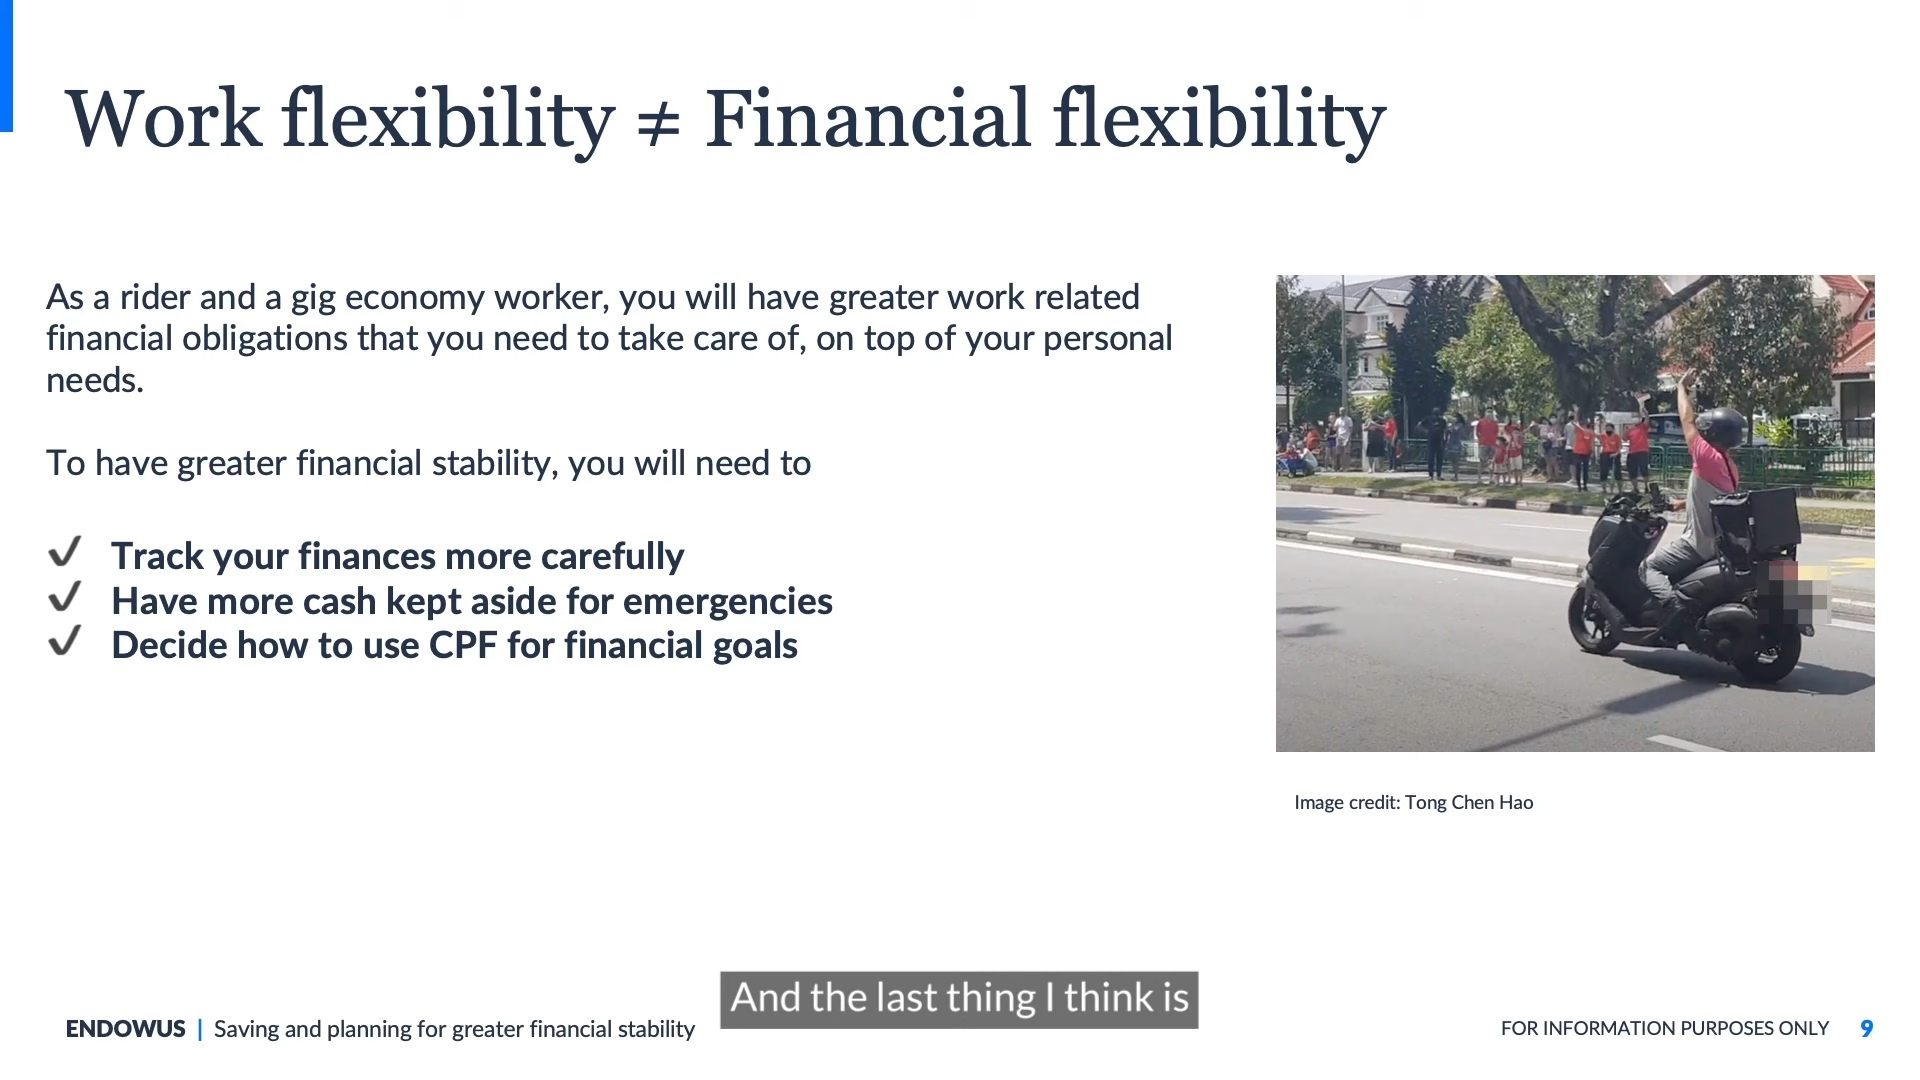 Work flexibility ≠ Financial flexibility
As a rider and a gig economy worker, you will have greater work related
financial obligations that you need to take care of, on top of your personal
needs.
To have greater financial stability, you will need to
✓ Track your finances more carefully
✓ Have more cash kept aside for emergencies
✓ Decide how to use CPF for financial goals
Image credit: Tong Chen Hao
And the last thing I think is
ENDOWUS | Saving and planning for greater financial stability
FOR INFORMATION PURPOSES ONLY 9